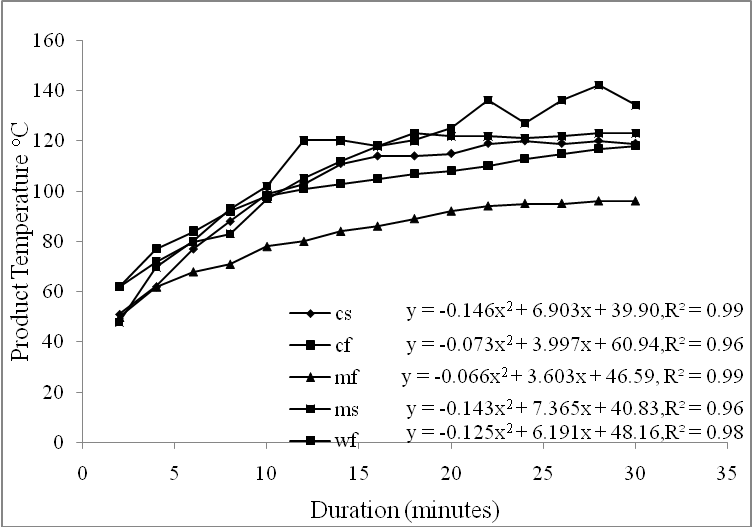 160
140
120
100
80
60
40
20
0
Product Temperature °C
cs y = -0.146x² + 6.903x + 39.90,R² = 0.99
cf y = -0.073x² + 3.997x + 60.94,R² = 0.96
mf y = -0.066x² + 3.603x + 46.59, R² = 0.99
ms y = -0.143x² + 7.365x + 40.83,R² = 0.96
wf y = -0.125x² + 6.191x + 48.16,R² = 0.98
0 5 10 15 20 25 30 35
Duration (minutes)